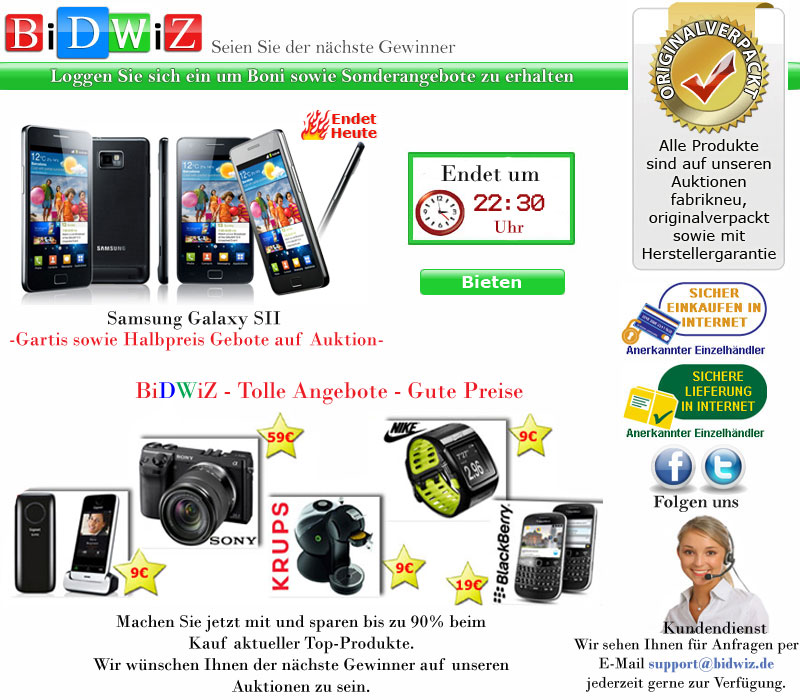 BiDWiZ
Seien Sie der nächste Gewinner
Loggen Sie sich ein um Boni sowie Sonderangebote zu erhalten
ORIGINALVERPACKT
Alle Produkte
sind auf unseren
Auktionen
fabrikneu,
originalverpackt
sowie mit
Herstellergarantie
Endet
Heute
SAMSUNG
Endet um
22:30
Uhr
Bieten
Samsung Galaxy SII
-Gartis sowie Halbpreis Gebote auf Auktion-
SICHER
EINKAUFEN IN
INTERNET
Anerkannter Einzelhändler
SICHERE
LIEFERUNG
IN INTERNET
Anerkannter Einzelhändler
Folgen uns
BiDWiZ - Tolle Angebote - Gute Preise
59€
SONY
SONY
NIKE
2.96
9€
9€
KRUPS
9€
19€
BLACKBERRY
Machen Sie jetzt mit und sparen bis zu 90% beim
Kauf aktueller Top-Produkte.
Wir wünschen Ihnen der nächste Gewinner auf unseren
Auktionen zu sein.
Kundendienst
Wir sehen Ihnen für Anfragen per
E-Mail support@bidwiz.de
jederzeit gerne zur Verfügung.